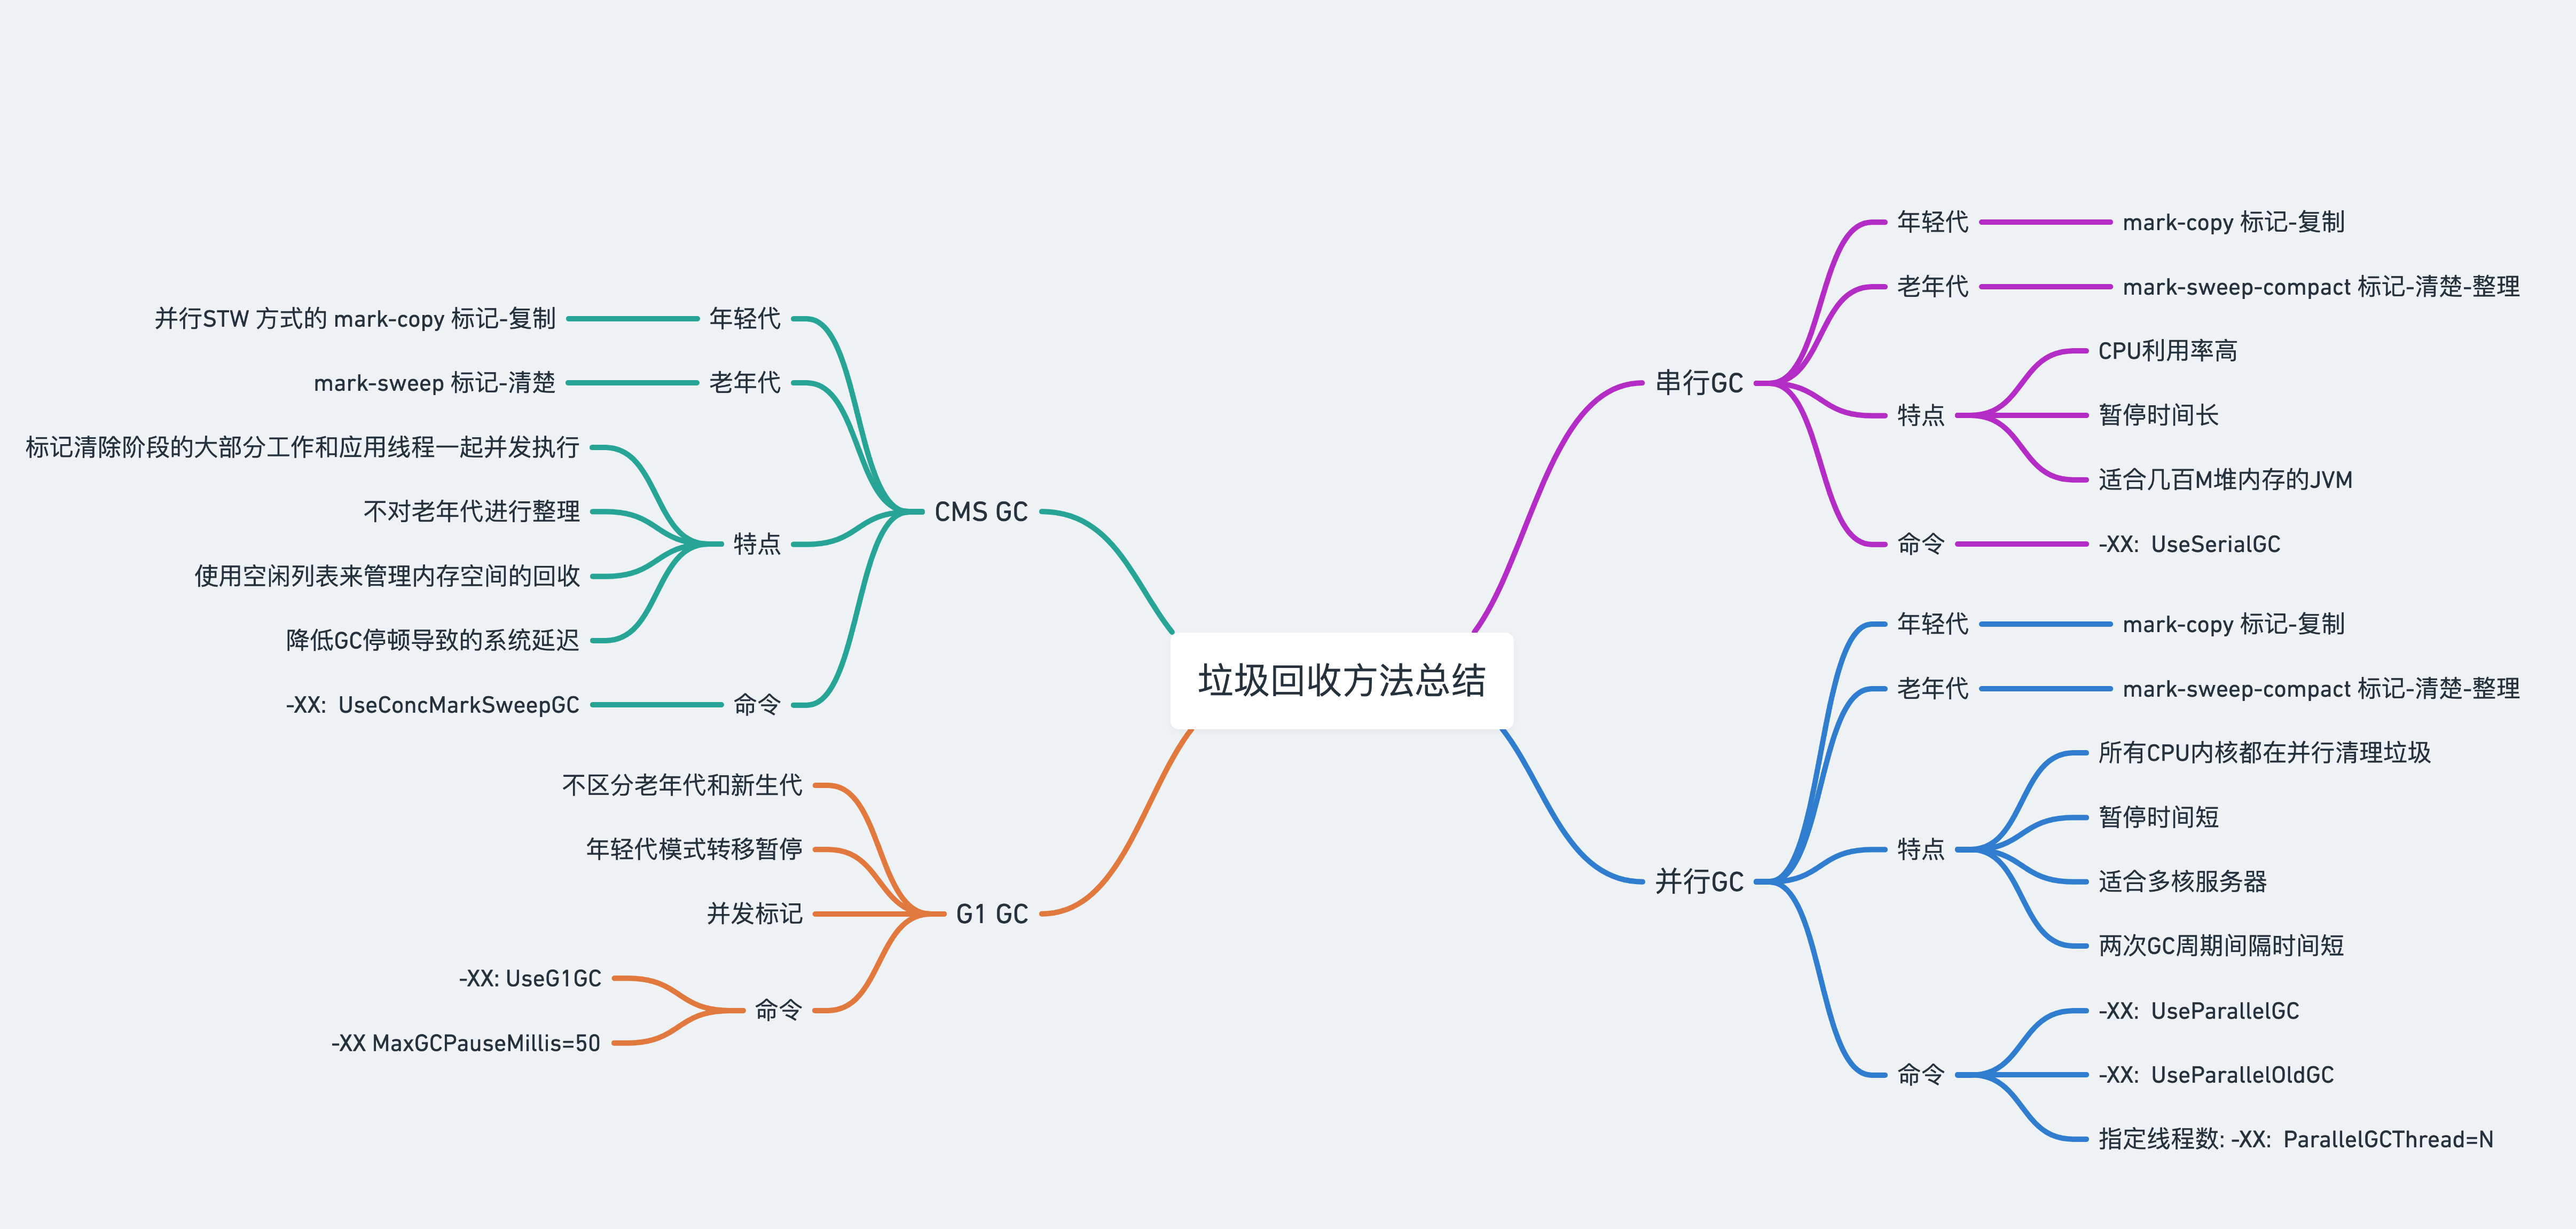 垃圾回收方法总结
串行GC
年轻代
mark-copy 标记-复制
老年代
mark-sweep-compact 标记-清楚-整理
特点
CPU利用率高
暂停时间长
适合几百M堆内存的JVM
命令
-XX:  UseSerialGC
并行GC
年轻代
mark-copy 标记-复制
老年代
mark-sweep-compact 标记-清楚-整理
特点
所有CPU内核都在并行清理垃圾
暂停时间短
适合多核服务器
两次GC周期间隔时间短
命令
-XX:  UseParallelGC
-XX:  UseParallelOldGC
指定线程数: -XX:  ParallelGCThread=N
CMS GC
年轻代
并行STW 方式的 mark-copy 标记-复制
老年代
mark-sweep 标记-清楚
特点
标记清除阶段的大部分工作和应用线程一起并发执行
不对老年代进行整理
使用空闲列表来管理内存空间的回收
降低GC停顿导致的系统延迟
命令
-XX:  UseConcMarkSweepGC
G1 GC
不区分老年代和新生代
年轻代模式转移暂停
并发标记
命令
-XX: UseG1GC
-XX MaxGCPauseMillis=50